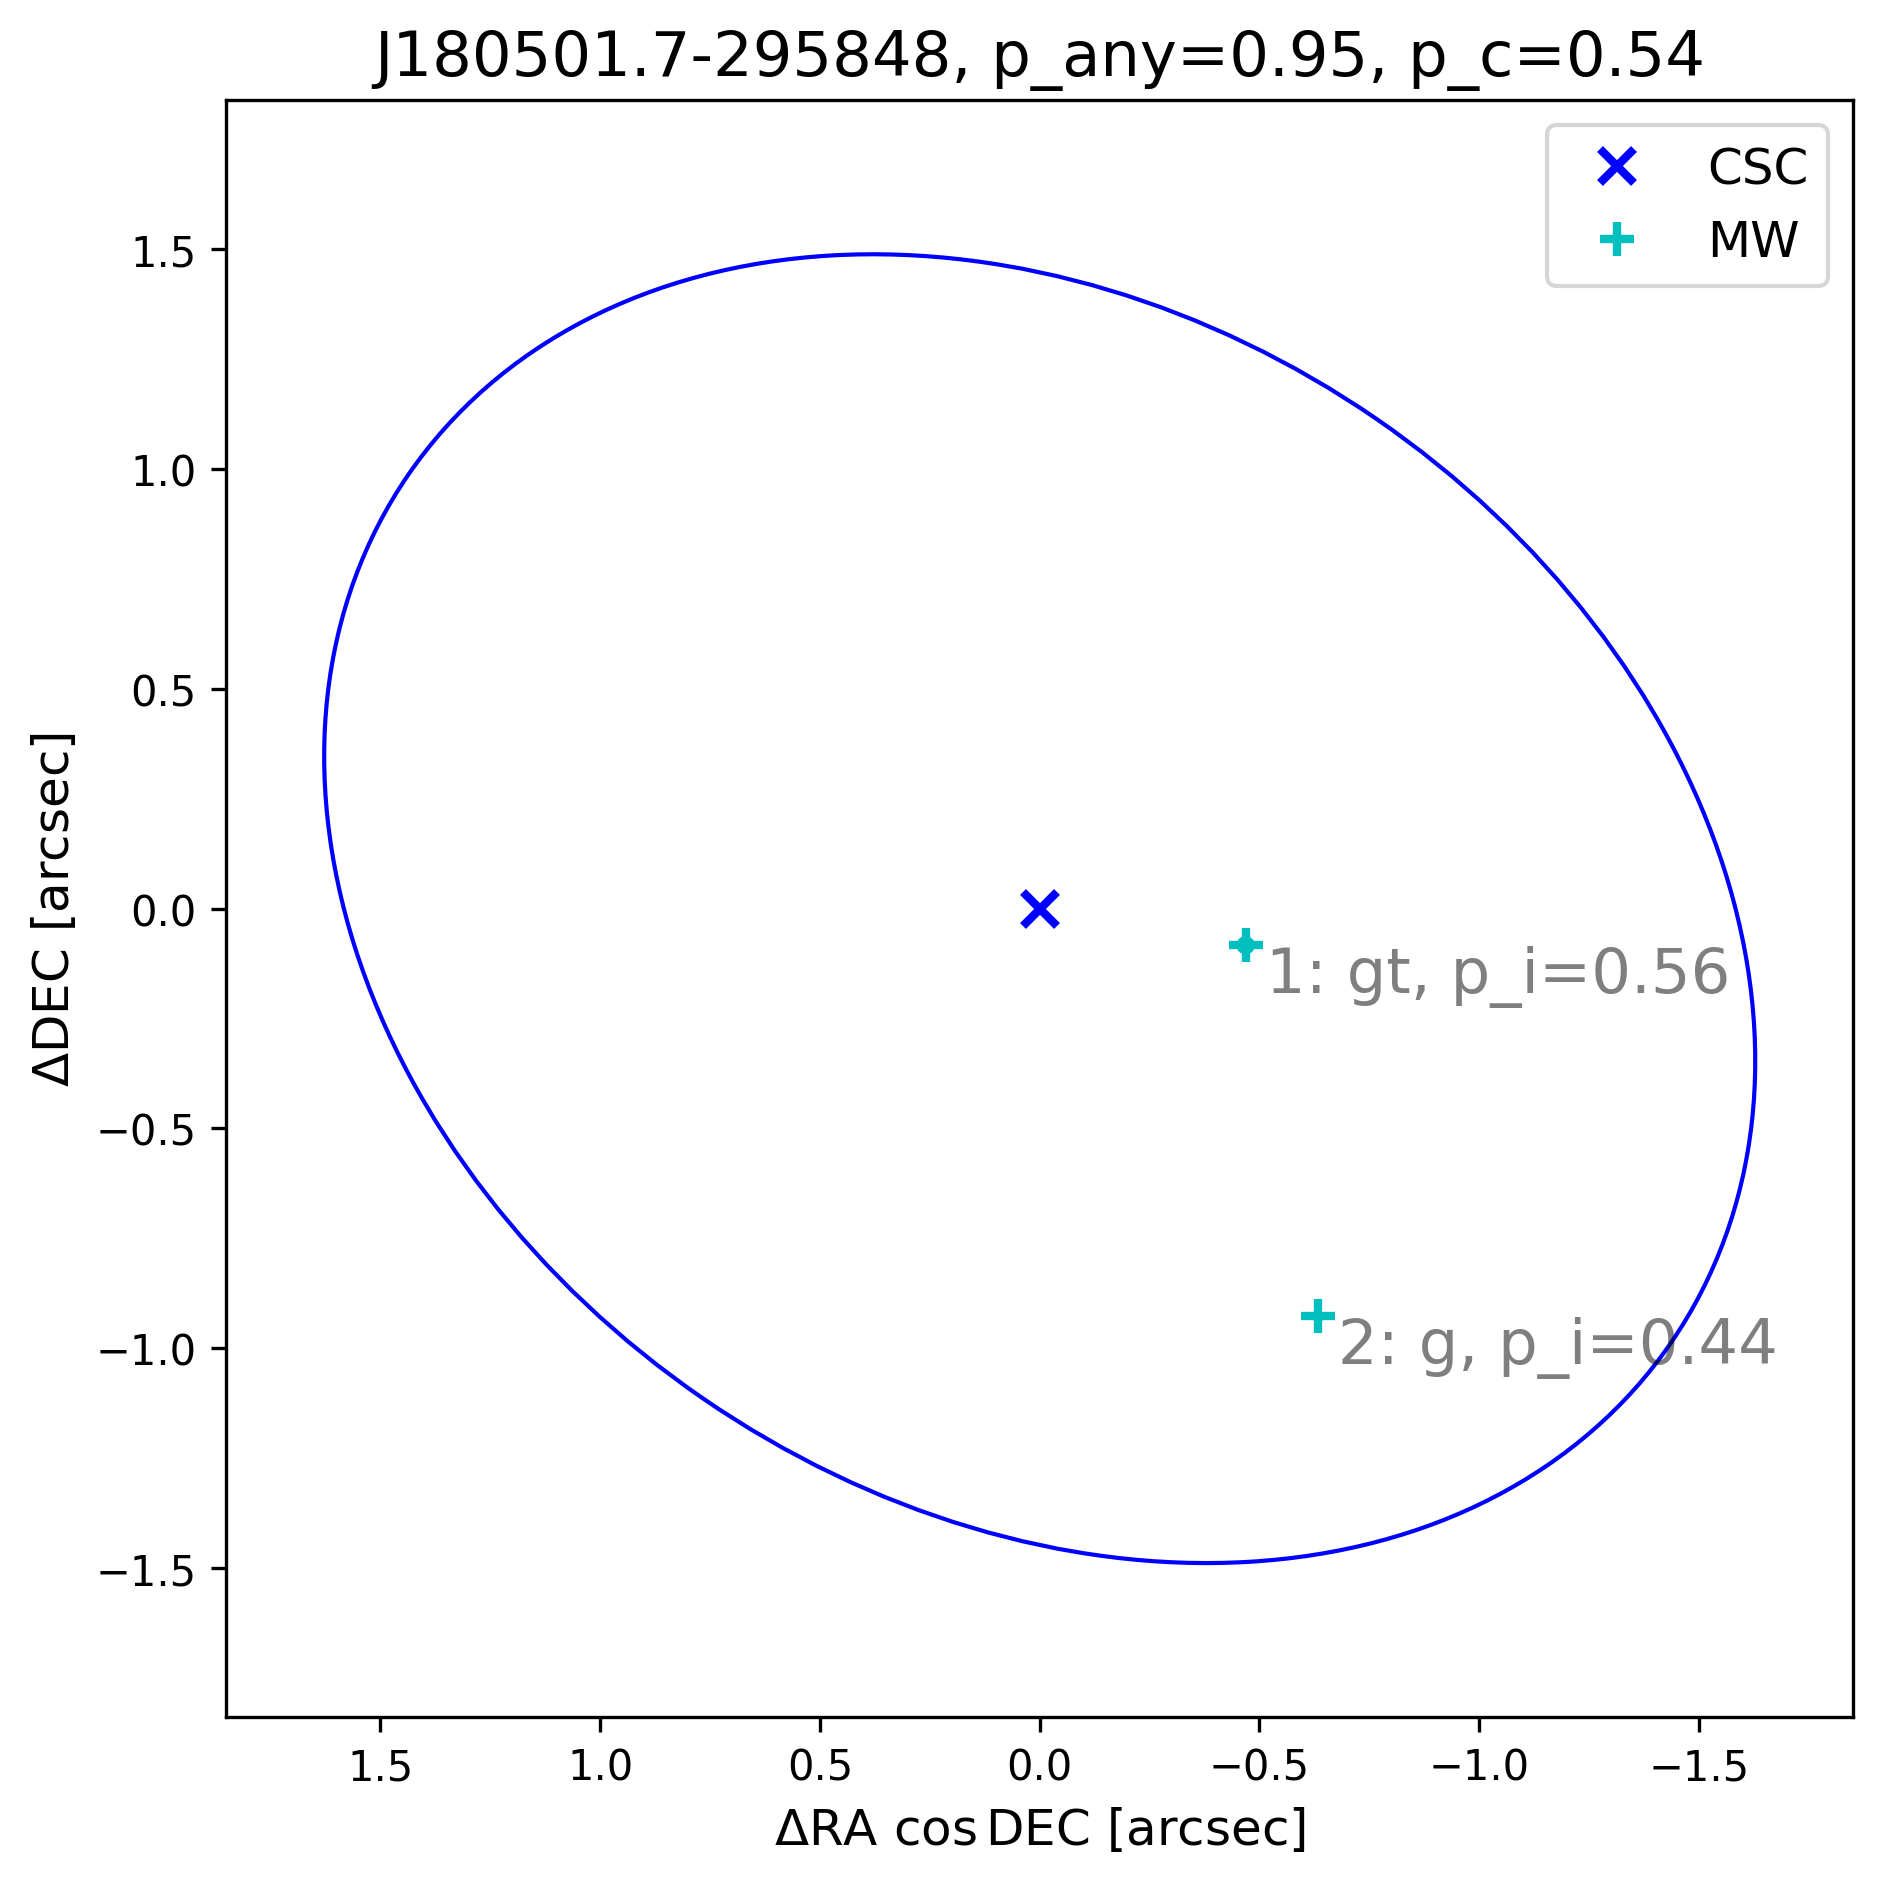 J180501.7-295848, p_any=0.95, p_c=0.54
CSC
MW
1.5
1.0
0.5
0.0
−0.5
−1.0
−1.5
ΔDEC [arcsec]
1: gt, p_i=0.56
2: g, p_i=0.44
1.5 1.0 0.5 0.0 −0.5 −1.0 −1.5
ΔRA cos DEC [arcsec]